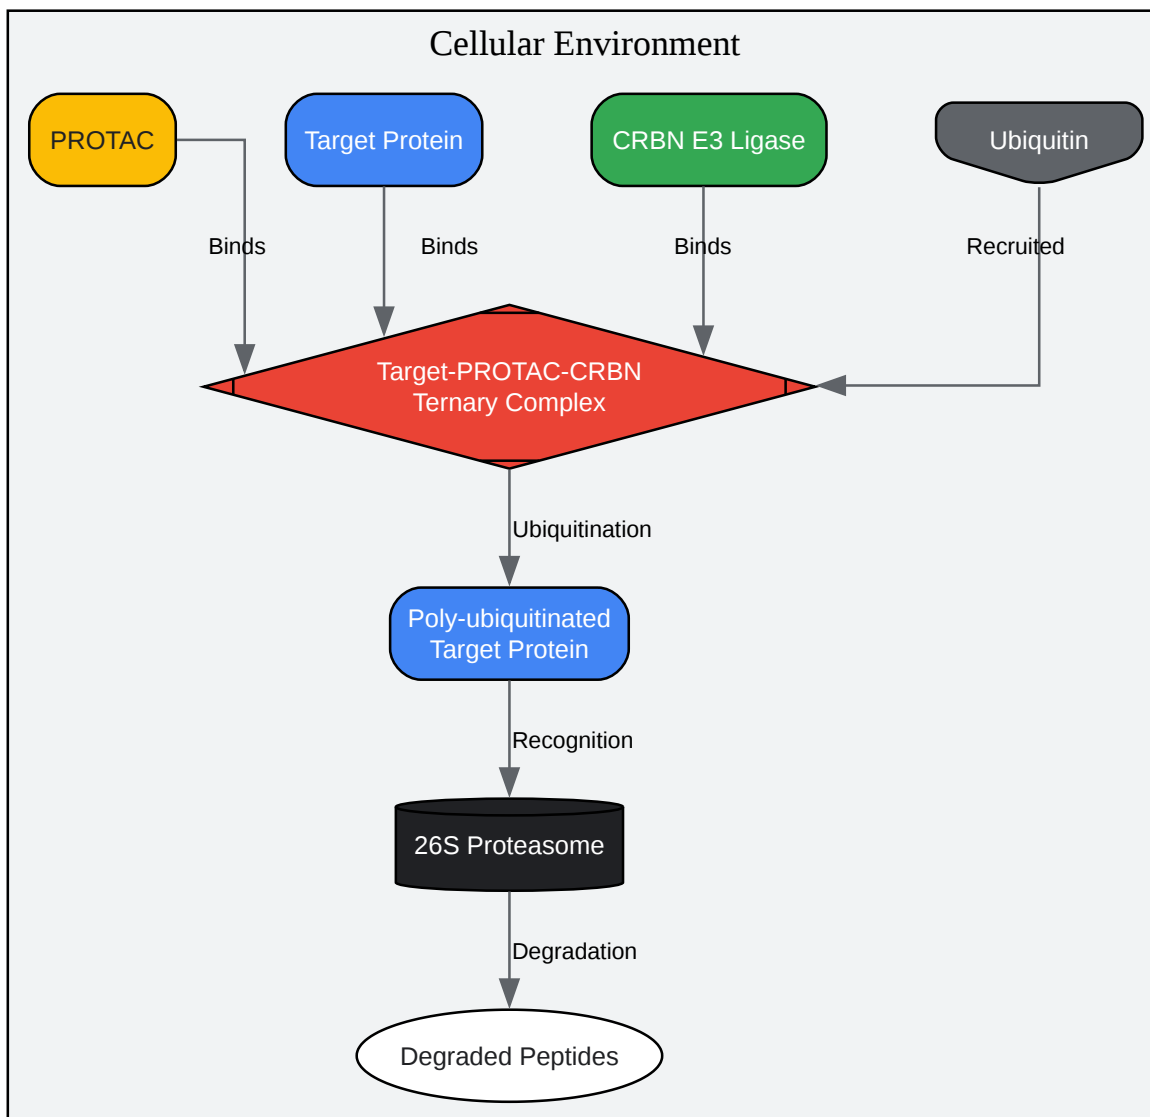 Cellular Environment
PROTAC
Target Protein
CRBN E3 Ligase
Ubiquitin
Binds
Binds
Binds
Recruited
Target-PROTAC-CRBN
Ternary Complex
Ubiquitination
Poly-ubiquitinated
Target Protein
Recognition
26S Proteasome
Degradation
Degraded Peptides